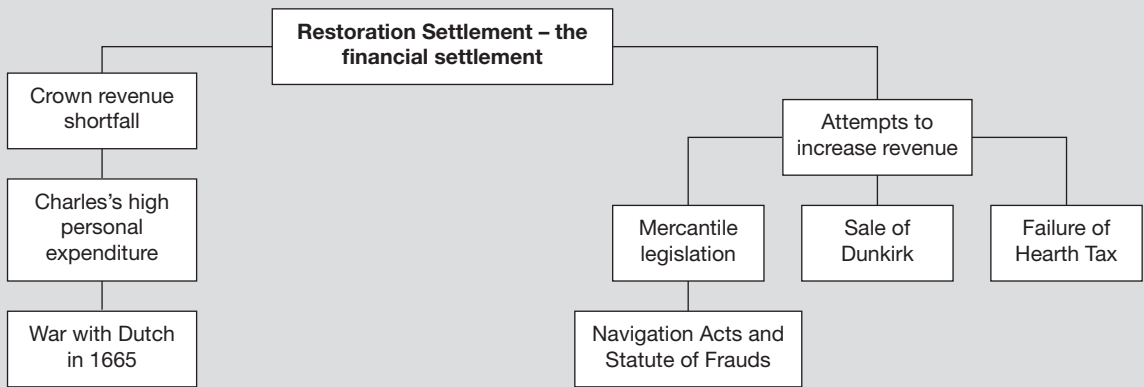 Restoration Settlement – the
financial settlement
Crown revenue
shortfall
Charles's high
personal
expenditure
War with Dutch
in 1665
Attempts to
increase revenue
Mercantile
legislation
Navigation Acts and
Statute of Frauds
Sale of
Dunkirk
Failure of
Hearth Tax